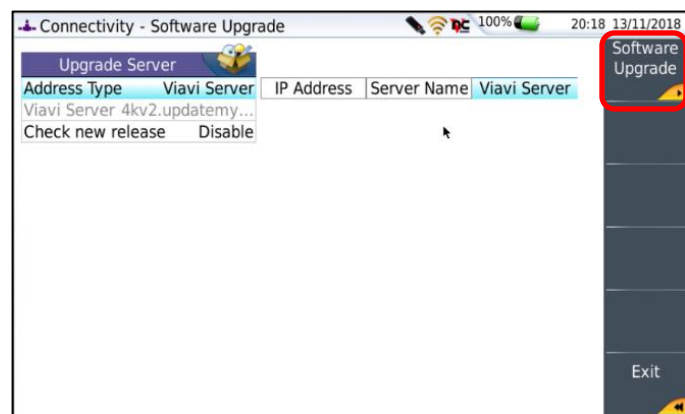 Connectivity - Software Upgrade 100% 20:18 13/11/2018
Software
Upgrade
Upgrade Server
Address Type Viavi Server IP Address Server Name Viavi Server
Viavi Server 4kv2.updatemy...
Check new release Disable
Exit